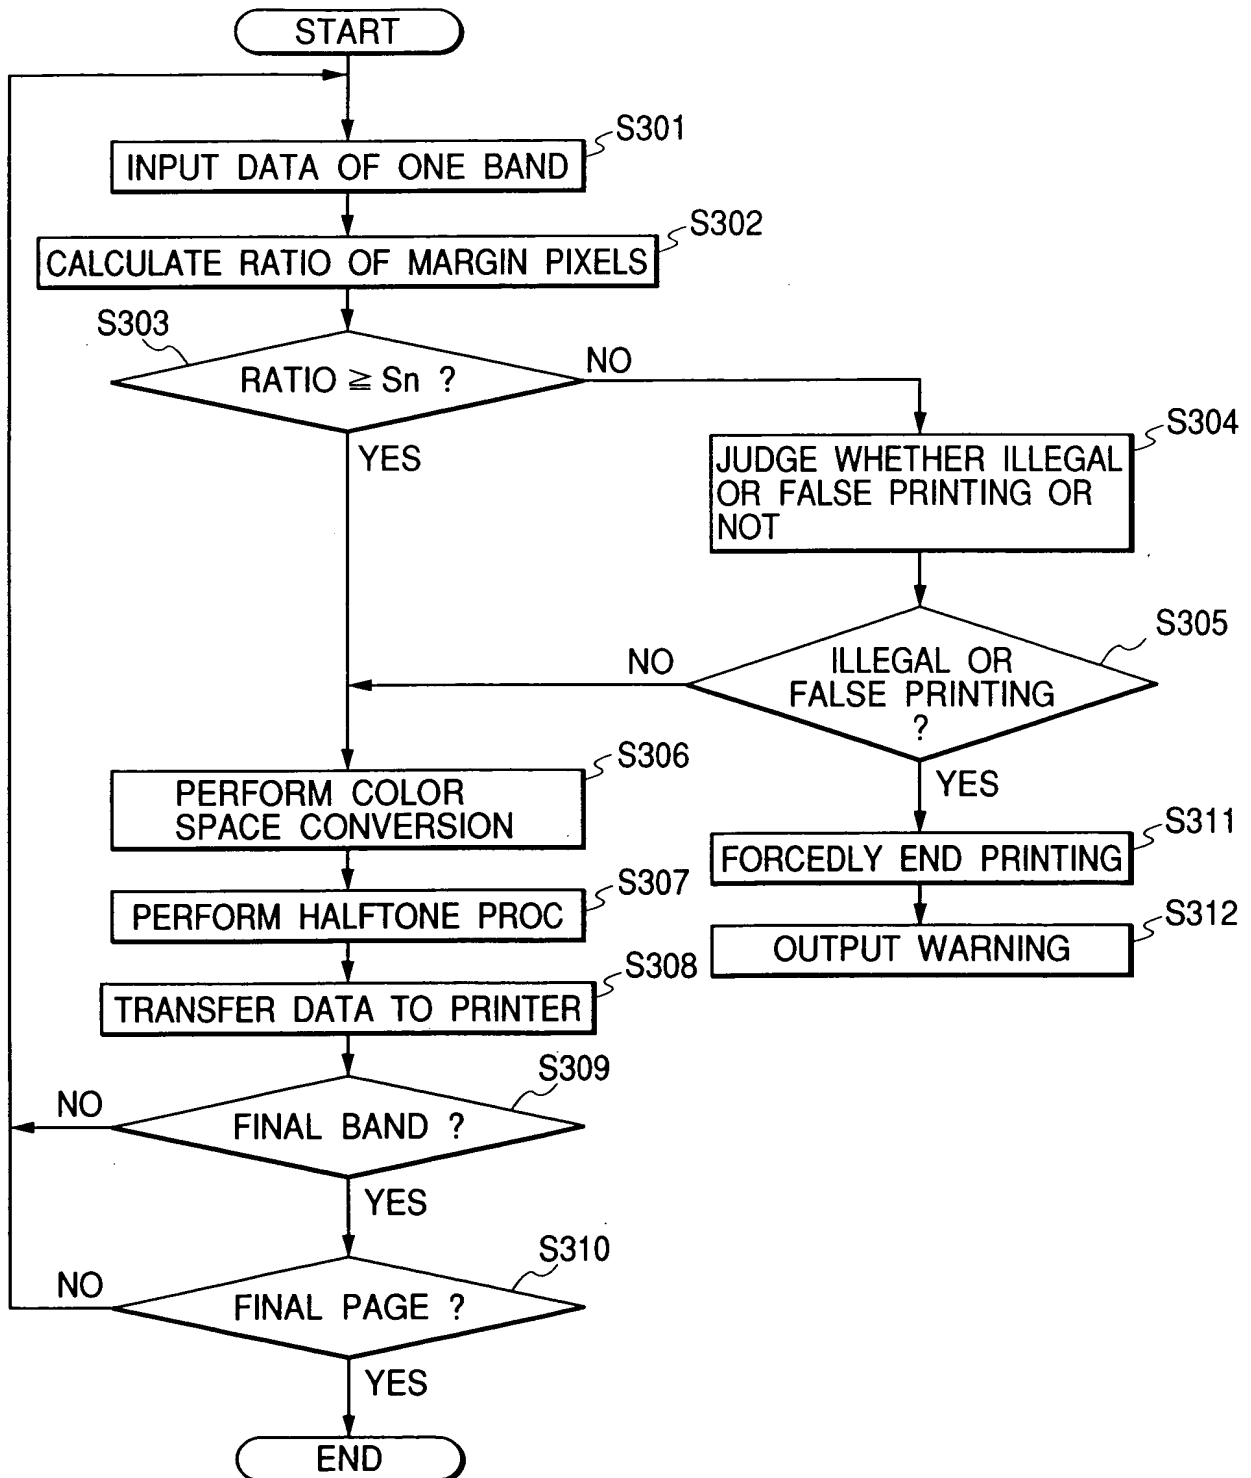 START
S301
INPUT DATA OF ONE BAND
S302
CALCULATE RATIO OF MARGIN PIXELS
S303
RATIO ≧ Sn ?
NO
YES
S304
JUDGE WHETHER ILLEGAL
OR FALSE PRINTING OR
NOT
S305
ILLEGAL OR
FALSE PRINTING
?
NO
YES
S306
PERFORM COLOR
SPACE CONVERSION
S311
FORCEDLY END PRINTING
S307
PERFORM HALFTONE PROC
S312
OUTPUT WARNING
S308
TRANSFER DATA TO PRINTER
S309
FINAL BAND ?
NO
YES
S310
FINAL PAGE ?
NO
YES
END